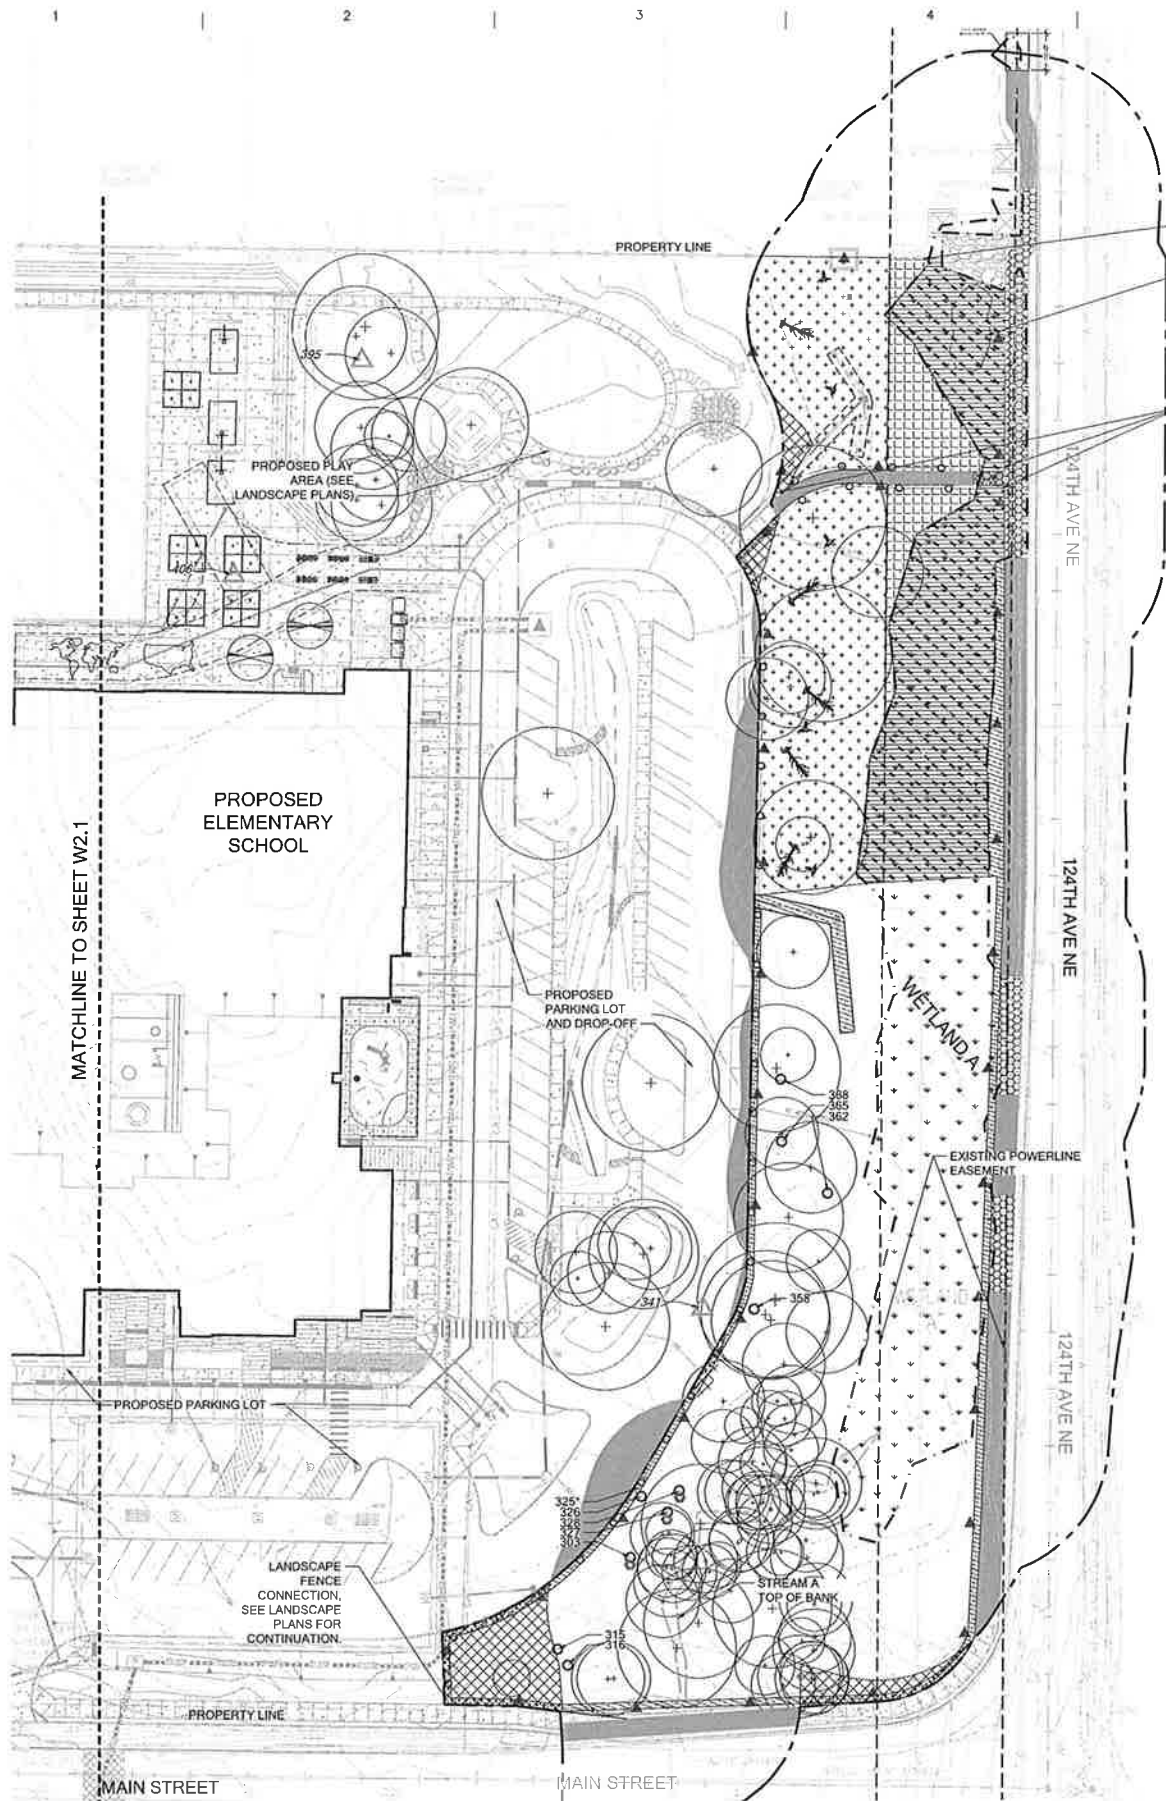 1
2
3
4
PROPERTY LINE
395
PROPOSED PLAY
AREA (SEE
LANDSCAPE PLANS)
406
124TH AVE NE
PROPOSED
ELEMENTARY
SCHOOL
MATCHLINE TO SHEET W2.1
124TH AVE NE
WETLAND A
PROPOSED
PARKING LOT
AND DROP-OFF
368
365
362
EXISTING POWERLINE
EASEMENT
358
341
124TH AVE NE
PROPOSED PARKING LOT
325*
326
303
LANDSCAPE
FENCE
CONNECTION,
SEE LANDSCAPE
PLANS FOR
CONTINUATION.
STREAM A
TOP OF BANK
315
316
PROPERTY LINE
MAIN STREET
MAIN STREET